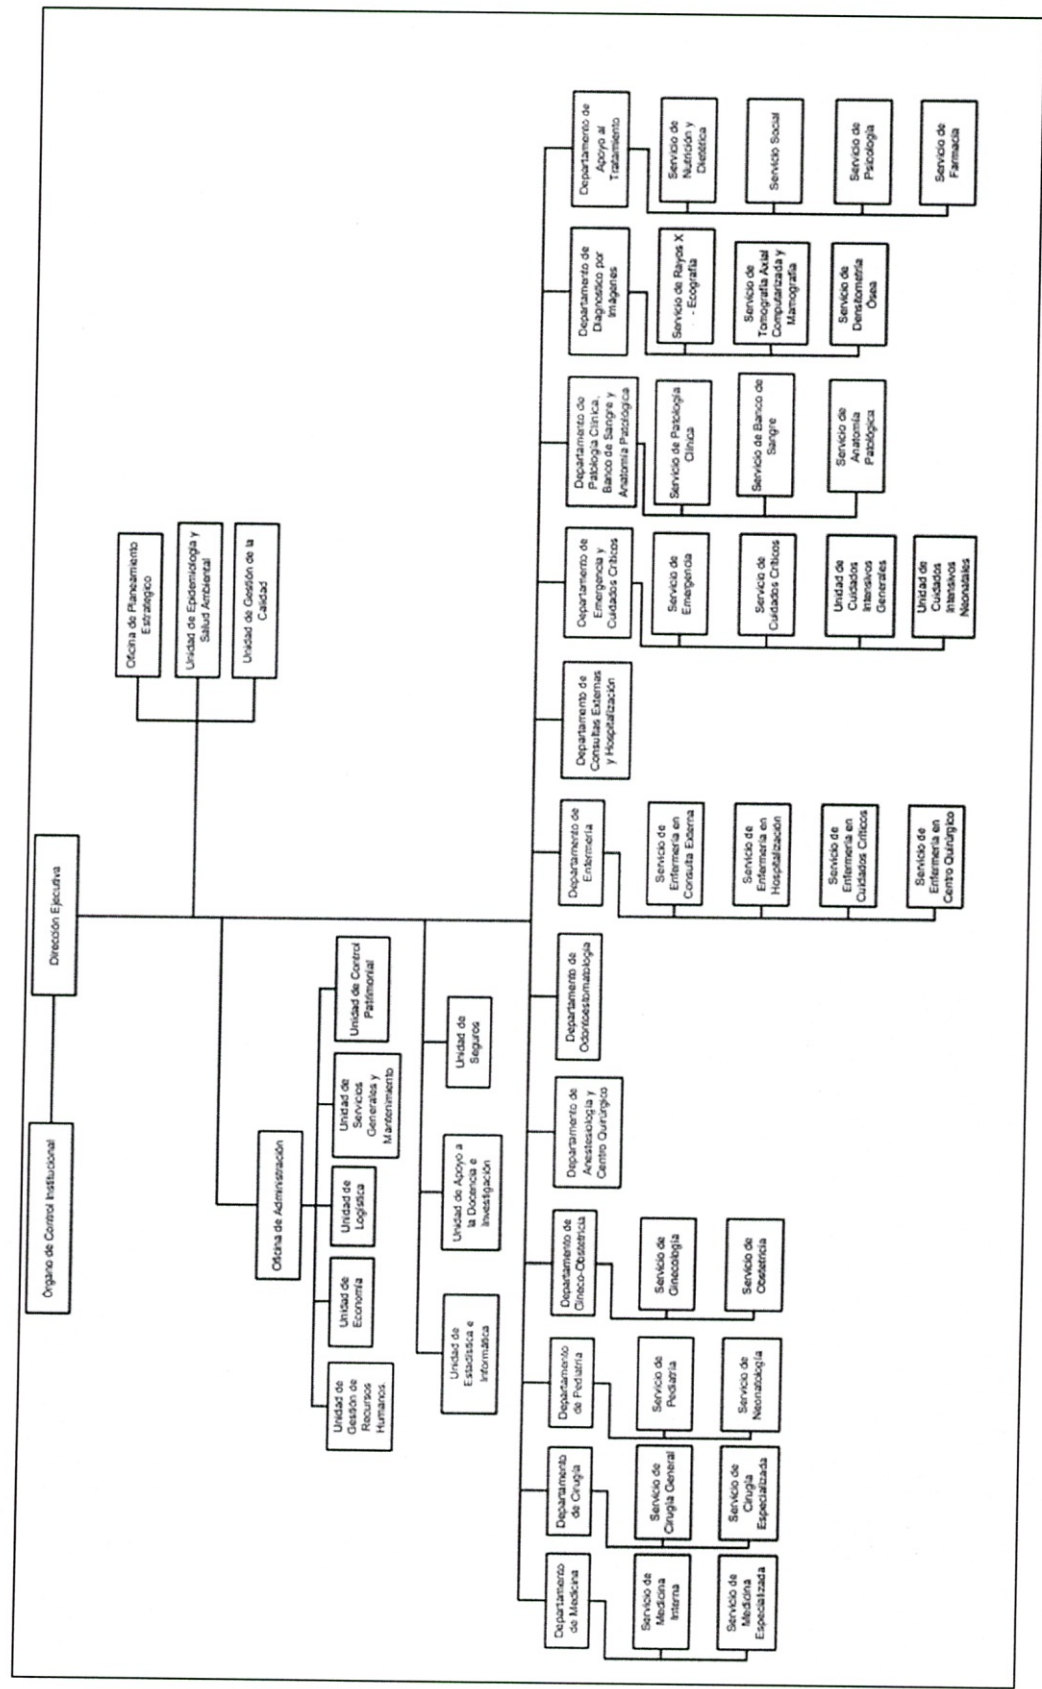 Órgano de Control Institucional
Dirección Ejecutiva
Oficina de Planeamiento
Estratégico
Unidad de Epidemiología y
Salud Ambiental
Unidad de Gestión de la
Calidad
Oficina de Administración
Unidad de
Gestión de
Recursos
Humanos.
Unidad de
Economía
Unidad de
Logística
Unidad de
Servicios
Generales y
Mantenimiento
Unidad de Control
Patrimonial
Unidad de
Estadística e
Informática
Unidad de Apoyo a
la Docencia e
Investigación
Unidad de
Seguros
Departamento
de Medicina
Servicio de
Medicina
Interna
Servicio de
Medicina
Especializada
Departamento
de Cirugía
Servicio de
Cirugía General
Servicio de
Cirugía
Especializada
Departamento
de Pediatría
Servicio de
Pediatría
Servicio de
Neonatología
Departamento de
Gineco-Obstetricia
Servicio de
Ginecología
Servicio de
Obstetricia
Departamento de
Anestesiología y
Centro Quirúrgico
Departamento de
Odontoestomatología
Departamento de
Enfermería
Servicio de
Enfermería en
Consulta Externa
Servicio de
Enfermería en
Hospitalización
Servicio de
Enfermería en
Cuidados Críticos
Servicio de
Enfermería en
Centro Quirúrgico
Departamento de
Consultas Externas
y Hospitalización
Departamento de
Emergencia y
Cuidados Críticos
Servicio de
Emergencia
Servicio de
Cuidados Críticos
Unidad de
Cuidados
Intensivos
Generales
Unidad de
Cuidados
Intensivos
Neonatales
Departamento de
Patología Clínica,
Banco de Sangre y
Anatomía Patológica
Servicio de Patología
Clínica
Servicio de Banco de
Sangre
Servicio de
Anatomía
Patológica
Departamento de
Diagnostico por
Imágenes
Servicio de Rayos X
- Ecografía
Servicio de
Tomografía Axial
Computarizada y
Mamografía
Servicio de
Densitometría
Ósea
Departamento de
Apoyo al
Tratamiento
Servicio de
Nutrición y
Dietética
Servicio Social
Servicio de
Psicología
Servicio de
Farmacia